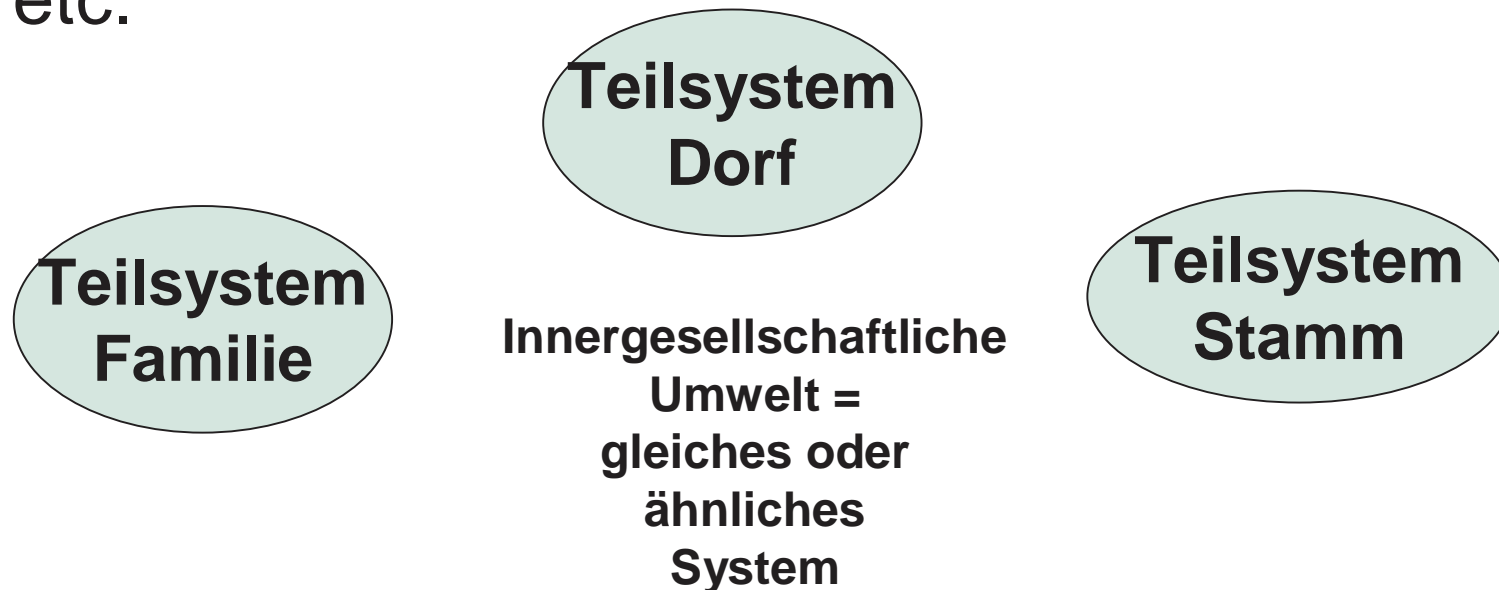 etc.
Teilsystem
Dorf
Teilsystem
Familie
Teilsystem
Stamm
Innergesellschaftliche
Umwelt =
gleiches oder
ähnliches
System